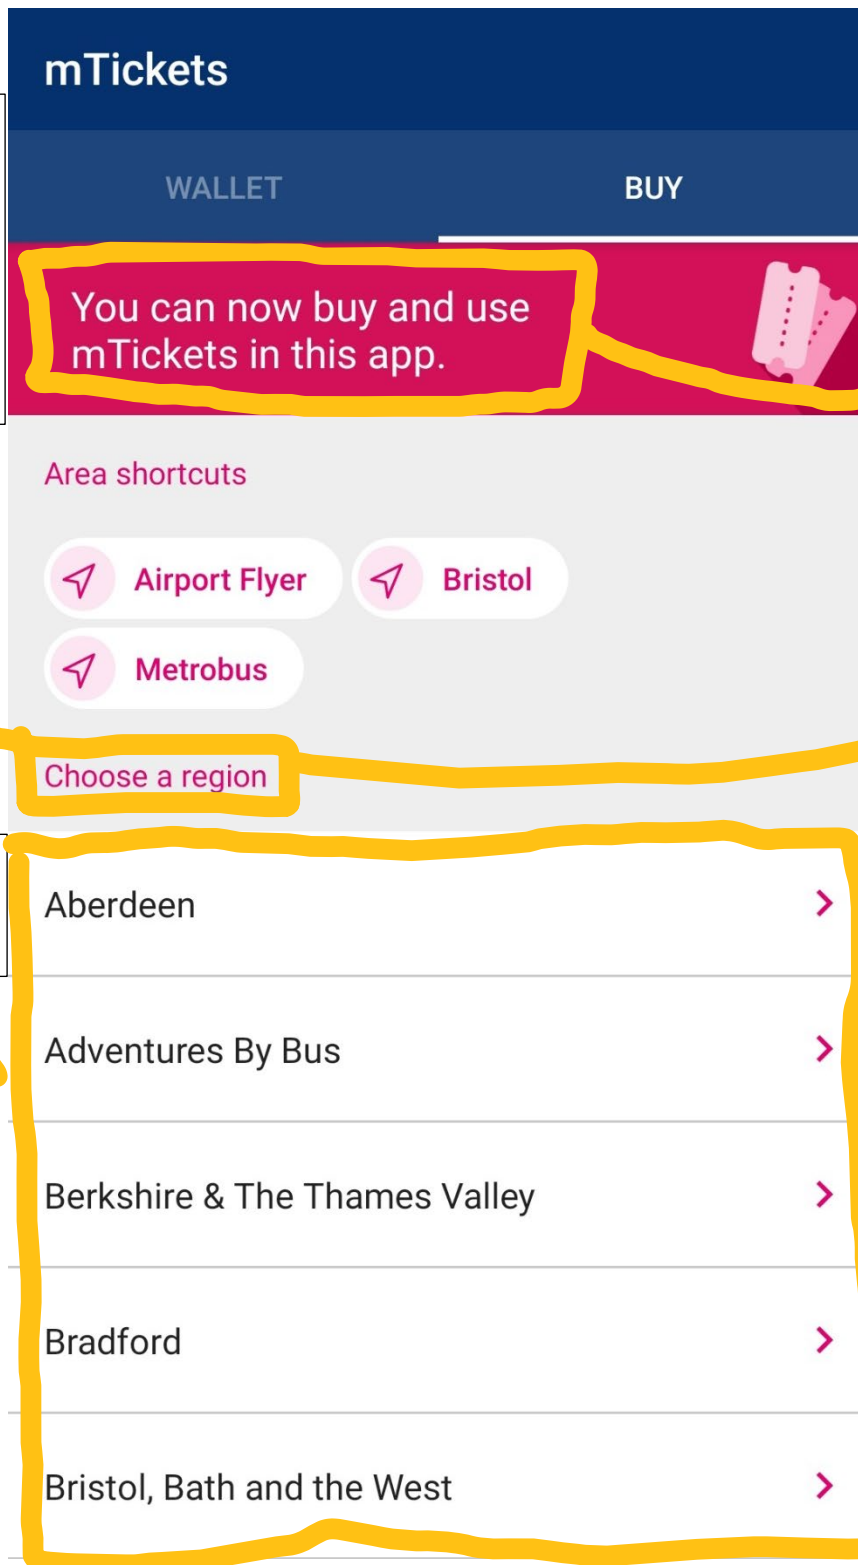 mTickets
WALLET
BUY
You can now buy and use
mTickets in this app.
Area shortcuts
Airport Flyer
Bristol
Metrobus
Choose a region
Aberdeen
Adventures By Bus
Berkshire & The Thames Valley
Bradford
Bristol, Bath and the West